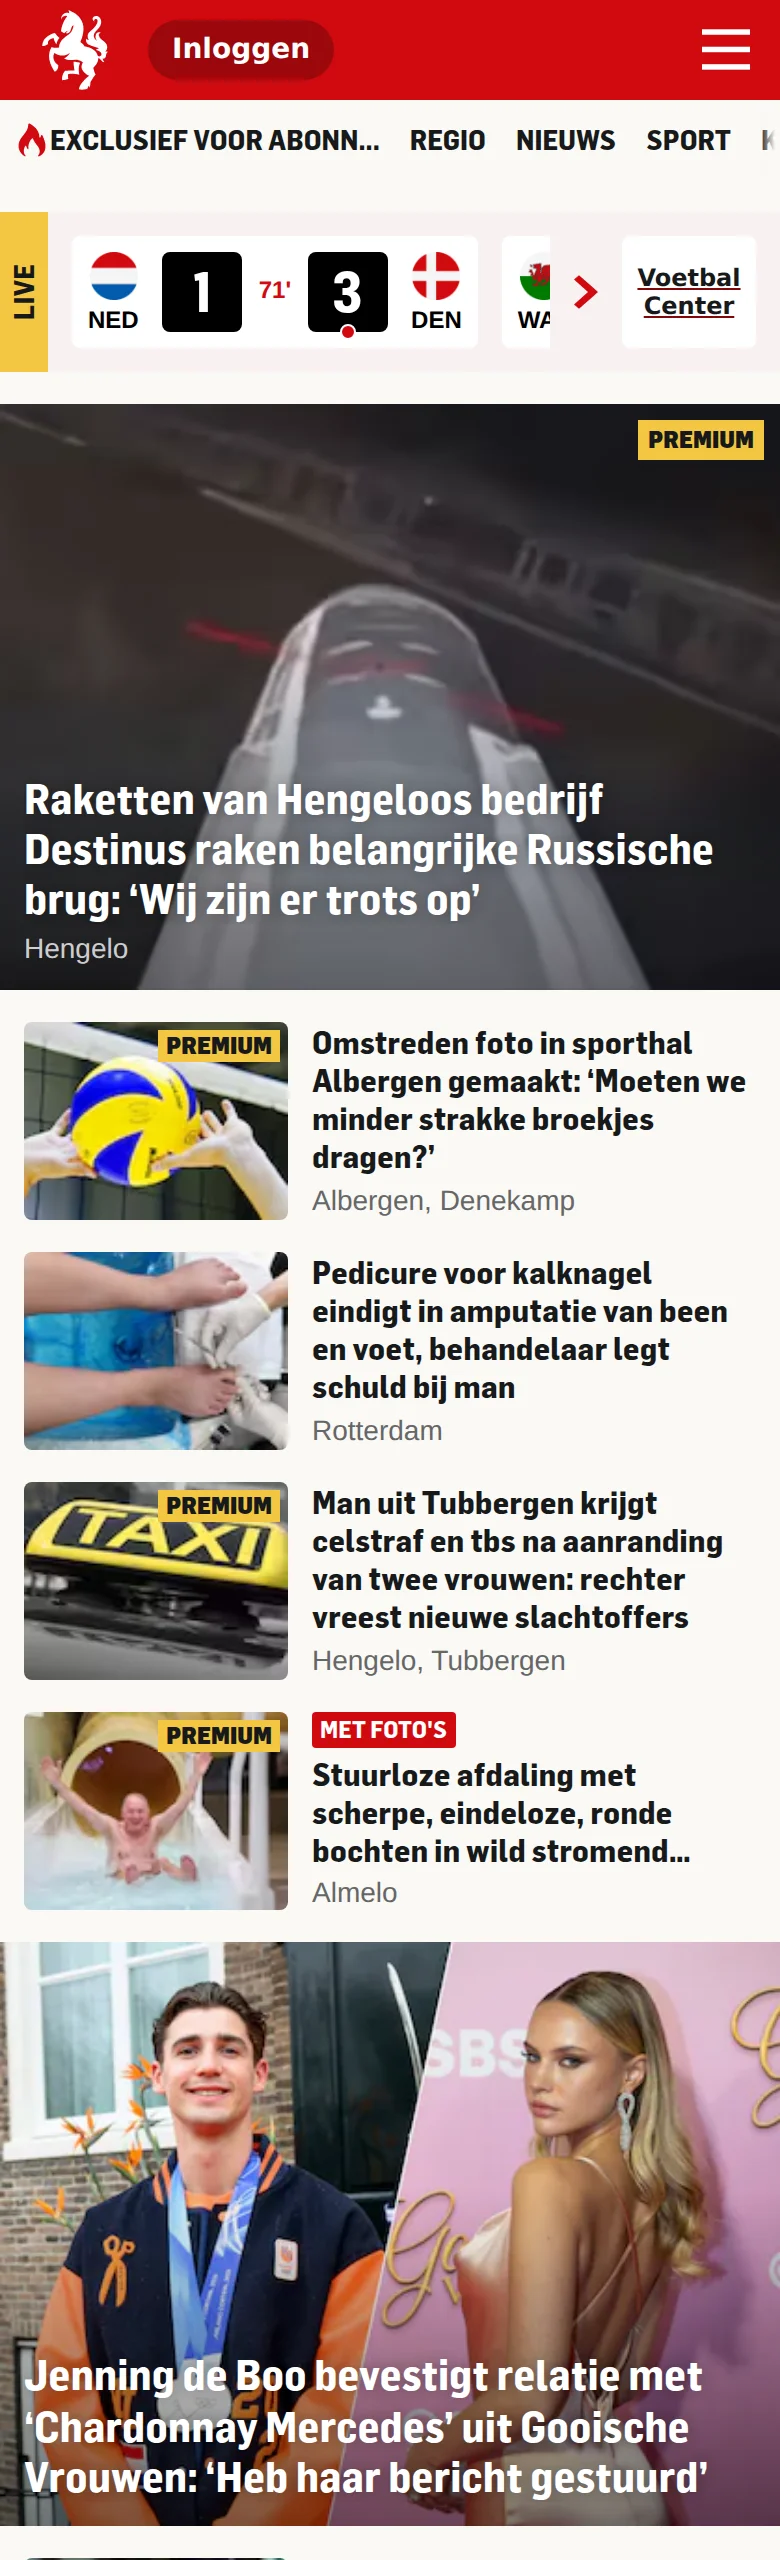 Inloggen
EXCLUSIEF VOOR ABONN... REGIO NIEUWS SPORT
LIVE
1 71' 3
NED DEN WA
Voetbal
Center
PREMIUM
Raketten van Hengeloos bedrijf
Destinus raken belangrijke Russische
brug: ‘Wij zijn er trots op’
Hengelo
PREMIUM
Omstreden foto in sporthal
Albergen gemaakt: ‘Moeten we
minder strakke broekjes
dragen?’
Albergen, Denekamp
Pedicure voor kalknagel
eindigt in amputatie van been
en voet, behandelaar legt
schuld bij man
Rotterdam
PREMIUM
TAXI
Man uit Tubbergen krijgt
celstraf en tbs na aanranding
van twee vrouwen: rechter
vreest nieuwe slachtoffers
Hengelo, Tubbergen
PREMIUM
MET FOTO'S
Stuurloze afdaling met
scherpe, eindeloze, ronde
bochten in wild stromend...
Almelo
SBS
Jenning de Boo bevestigt relatie met
‘Chardonnay Mercedes’ uit Gooische
Vrouwen: ‘Heb haar bericht gestuurd’